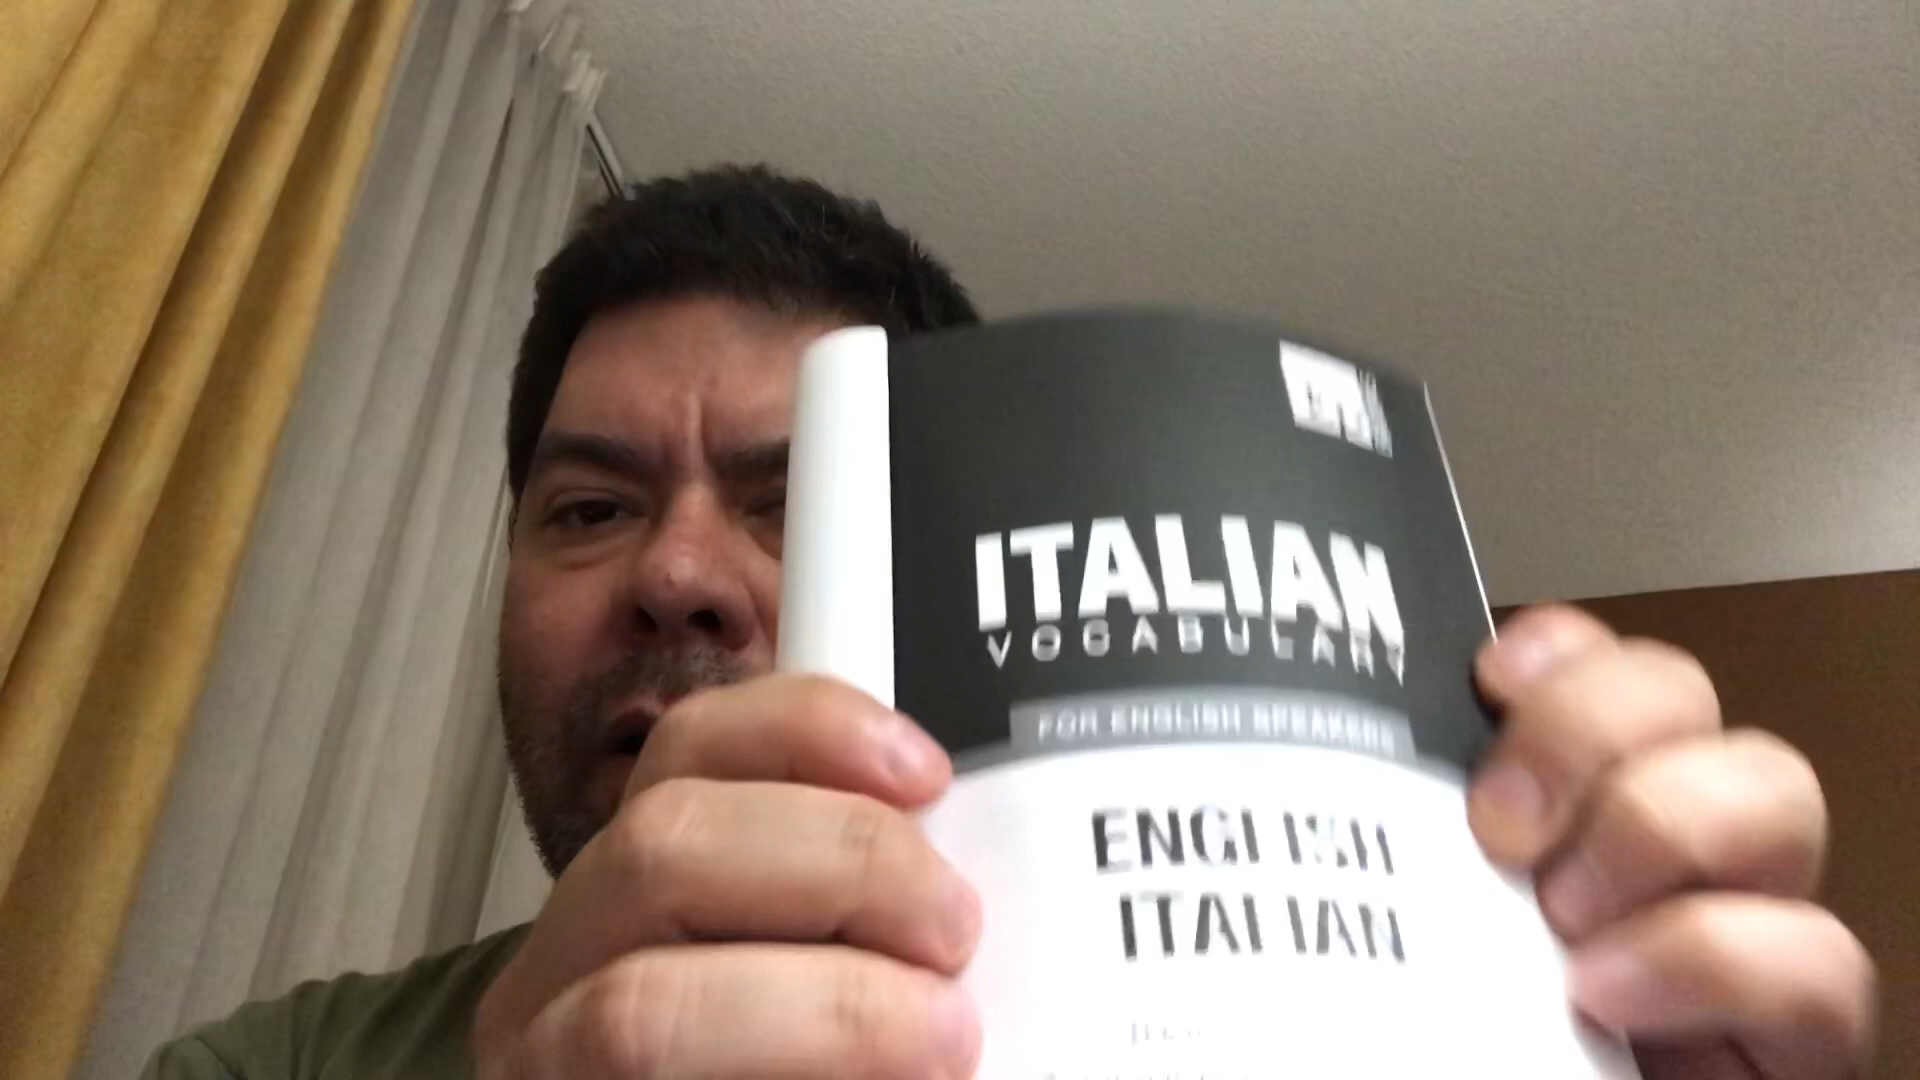 ITALIAN
VOCABULARY
FOR ENGLISH SPEAKERS
ENGLISH
ITALIAN